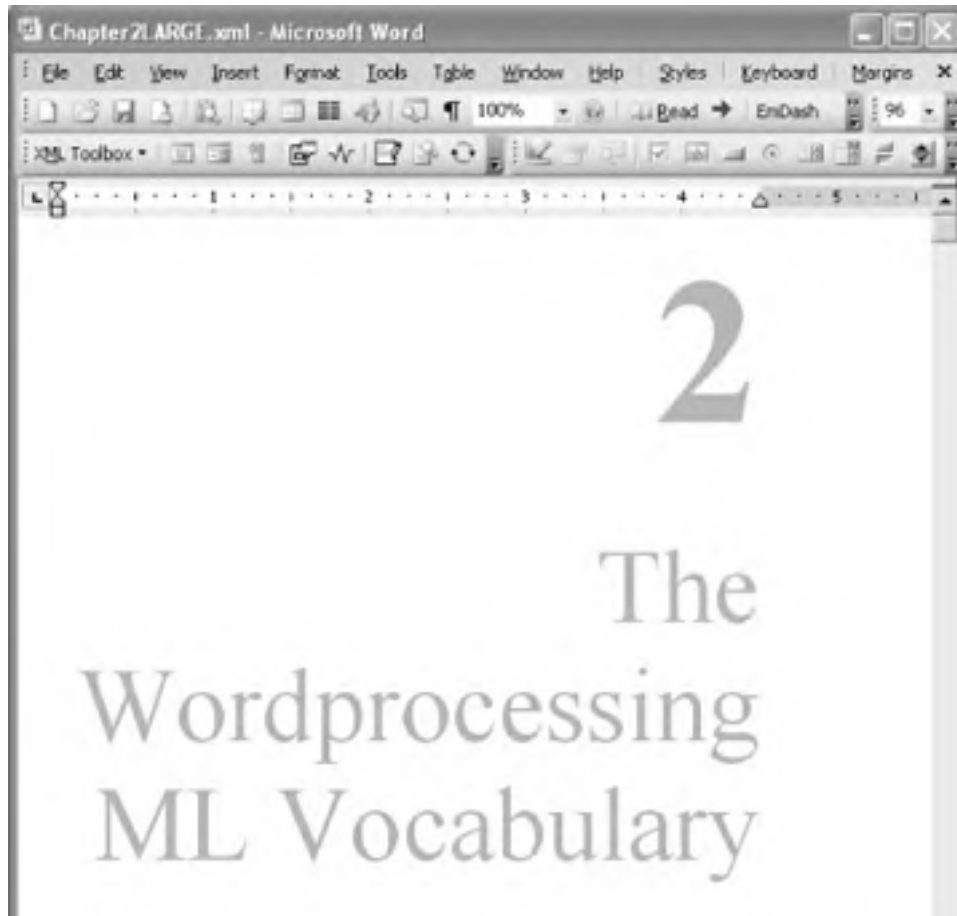 Chapter2LARGE.xml - Microsoft Word
File Edit View Insert Format Tools Table Window Help Styles Keyboard Margins
100% Read EmDash 96
XML Toolbox
1 2 3 4 5
2
The
Wordprocessing
ML Vocabulary